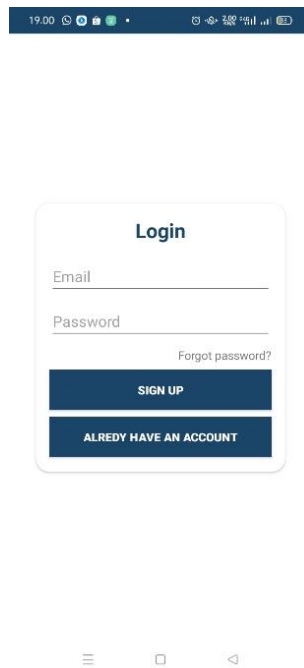 19.00
Login
Email
Password
Forgot password?
SIGN UP
ALREDY HAVE AN ACCOUNT